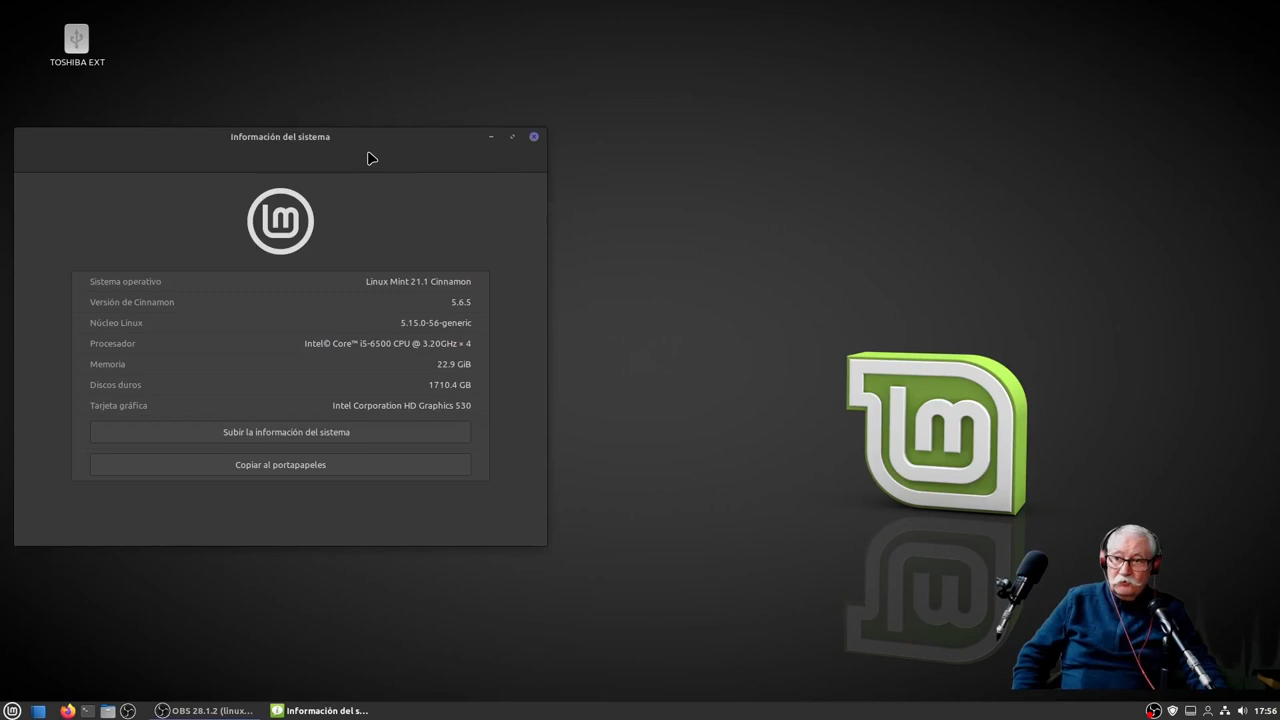 TOSHIBA EXT
Información del sistema
lm
Sistema operativo Linux Mint 21.1 Cinnamon
Versión de Cinnamon 5.6.5
Núcleo Linux 5.15.0-56-generic
Procesador Intel© Core™ i5-6500 CPU @ 3.20GHz × 4
Memoria 22.9 GiB
Discos duros 1710.4 GB
Tarjeta gráfica Intel Corporation HD Graphics 530
Subir la información del sistema
Copiar al portapapeles
lm
OBS 28.1.2 (linux... Información del s... 17:56